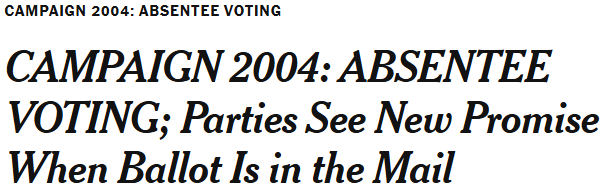 CAMPAIGN 2004: ABSENTEE VOTING
CAMPAIGN 2004: ABSENTEE
VOTING; Parties See New Promise
When Ballot Is in the Mail